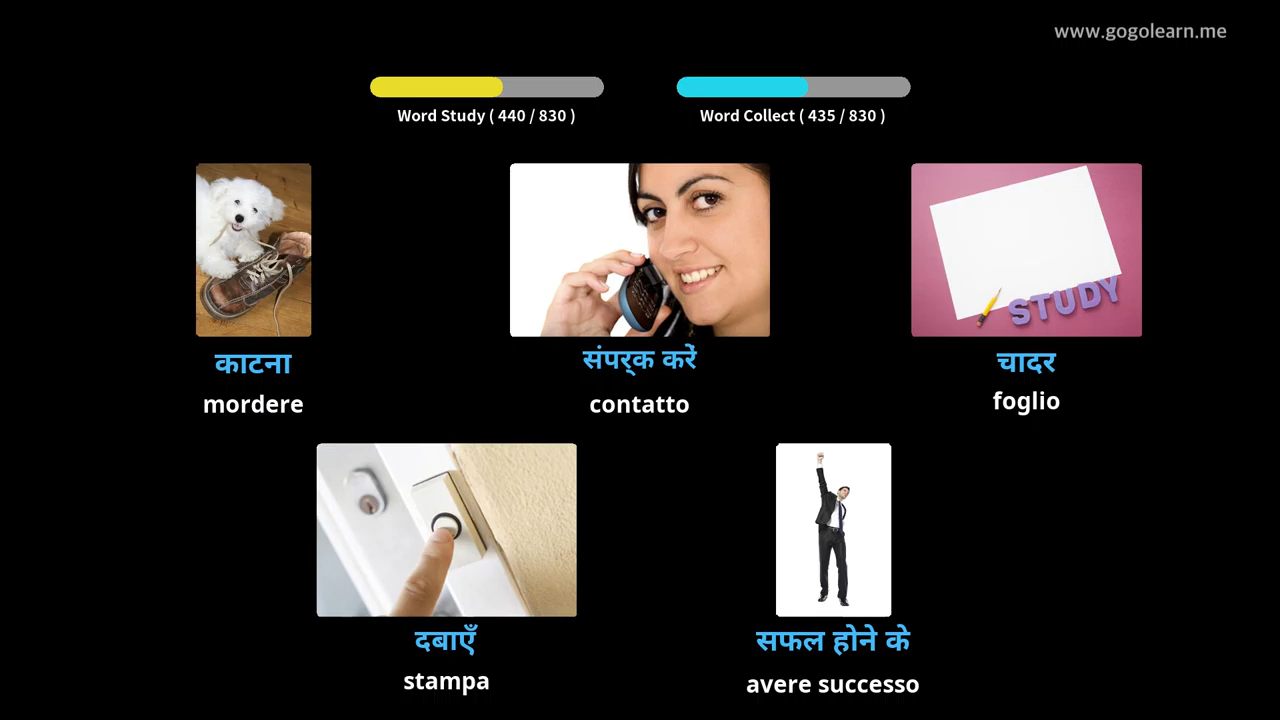 www.gogolearn.me
Word Study ( 440 / 830 )
Word Collect ( 435 / 830 )
STUDY
काटना
mordere
संपर्क करें
contatto
चादर
foglio
दबाएँ
stampa
सफल होने के
avere successo